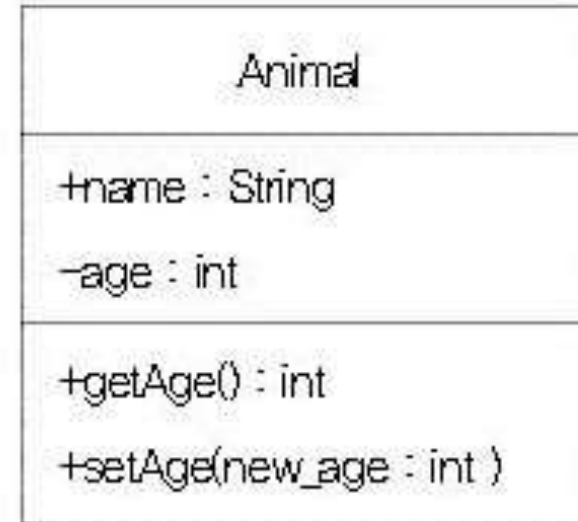 Animal
+name : String
-age : int
+getAge() : int
+setAge(new_age : int )